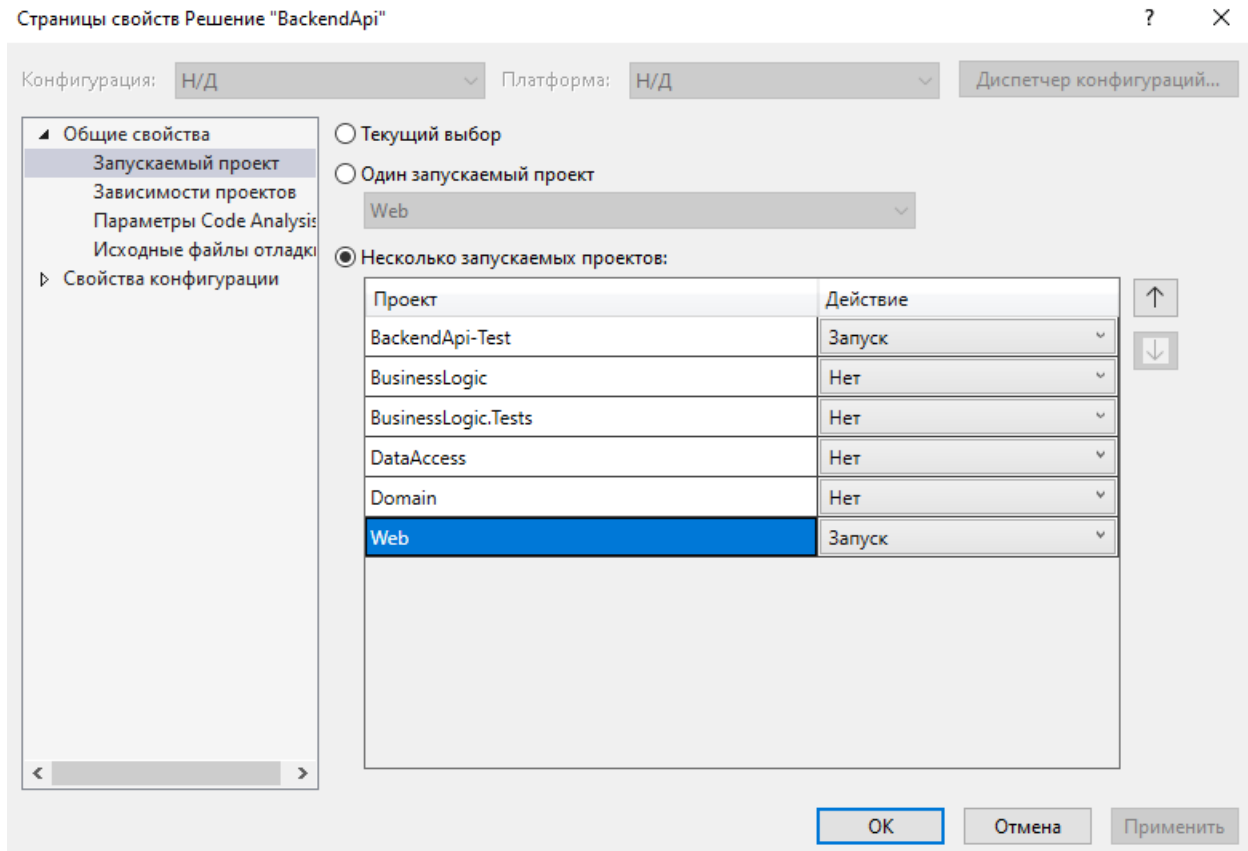 Страницы свойств Решение "BackendApi"
?
Конфигурация: Н/Д Платформа: Н/Д Диспетчер конфигураций...
Общие свойства
Запускаемый проект
Зависимости проектов
Параметры Code Analysis
Исходные файлы отладки
Свойства конфигурации
Текущий выбор
Один запускаемый проект
Web
Несколько запускаемых проектов:
Проект Действие
BackendApi-Test Запуск
BusinessLogic Нет
BusinessLogic.Tests Нет
DataAccess Нет
Domain Нет
Web Запуск
ОК Отмена Применить